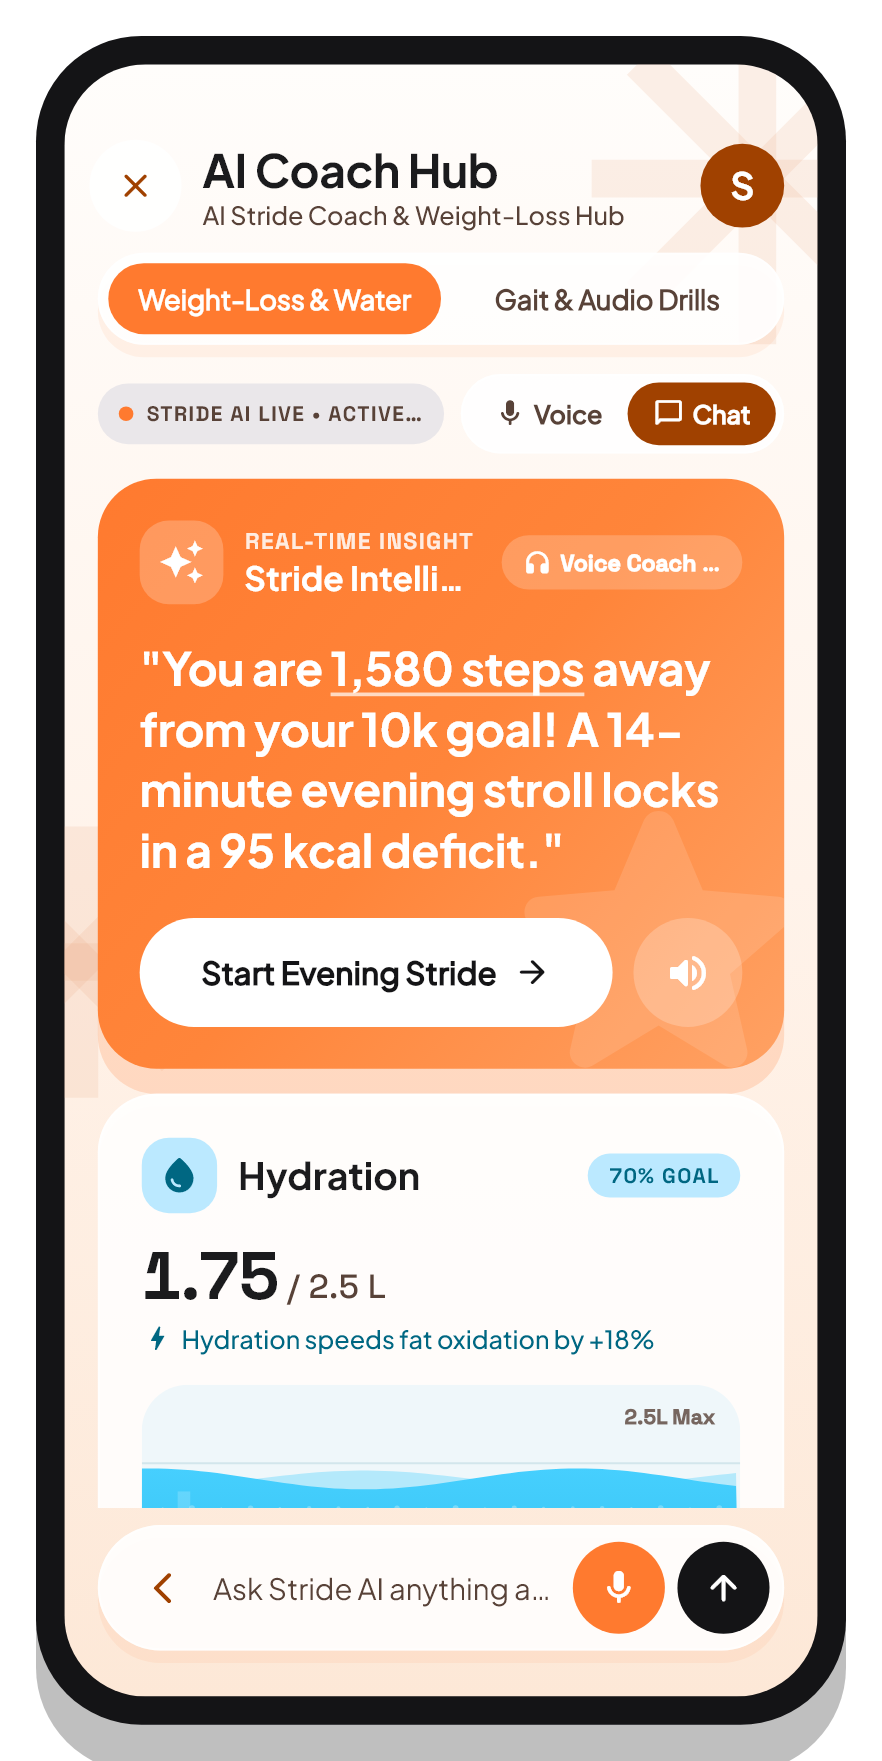 AI Coach Hub
AI Stride Coach & Weight-Loss Hub
S
Weight-Loss & Water
Gait & Audio Drills
STRIDE AI LIVE • ACTIVE...
Voice
Chat
REAL-TIME INSIGHT
Stride Intelli...
Voice Coach ...
"You are 1,580 steps away
from your 10k goal! A 14-
minute evening stroll locks
in a 95 kcal deficit."
Start Evening Stride
Hydration
70% GOAL
1.75 / 2.5 L
Hydration speeds fat oxidation by +18%
2.5L Max
Ask Stride AI anything a...